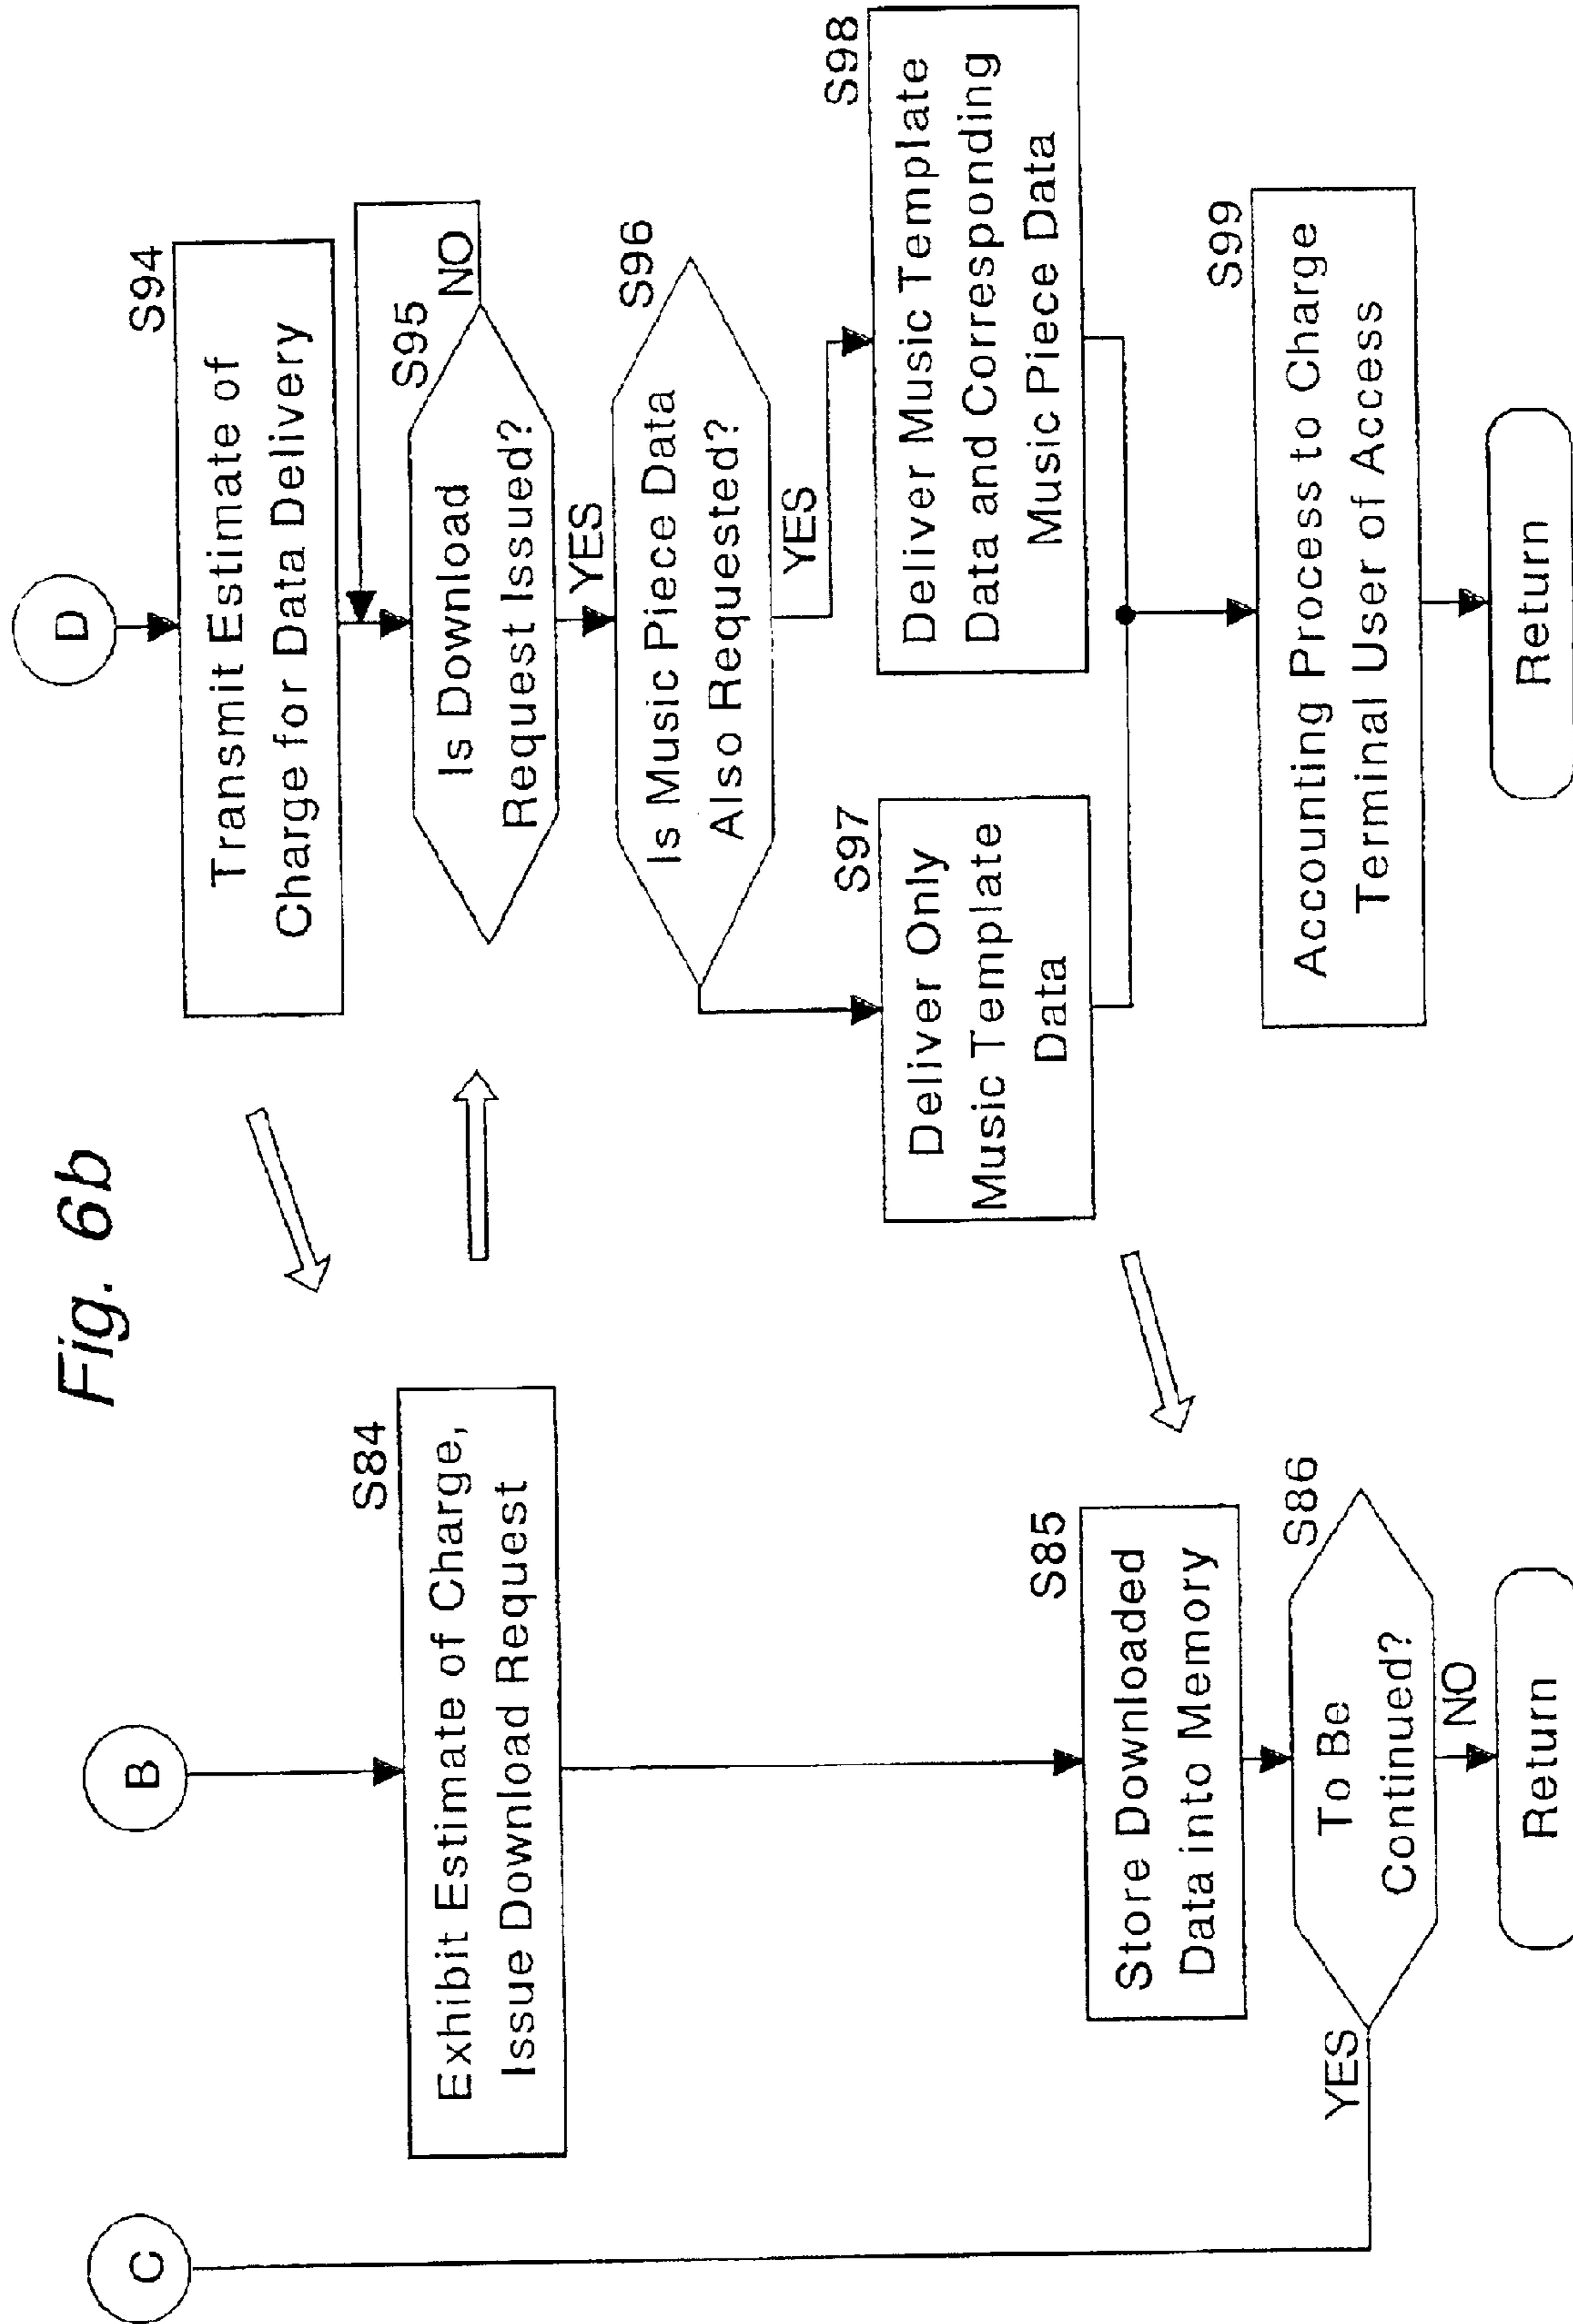 Fig. 6b
C
B
S84
Exhibit Estimate of Charge,
Issue Download Request
S85
Store Downloaded
Data into Memory
S86
To Be
Continued?
YES
NO
Return
D
S94
Transmit Estimate of
Charge for Data Delivery
S95
NO
Is Download
Request Issued?
YES
S96
Is Music Piece Data
Also Requested?
YES
S97
Deliver Only
Music Template
Data
S98
Deliver Music Template
Data and Corresponding
Music Piece Data
S99
Accounting Process to Charge
Terminal User of Access
Return